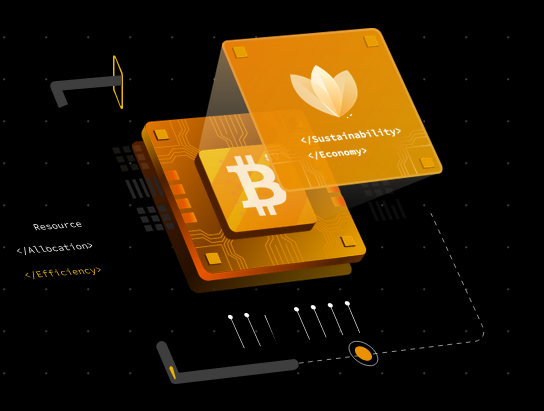 </Sustainability>
</Economy>
Resource
</Allocation>
</Efficiency>